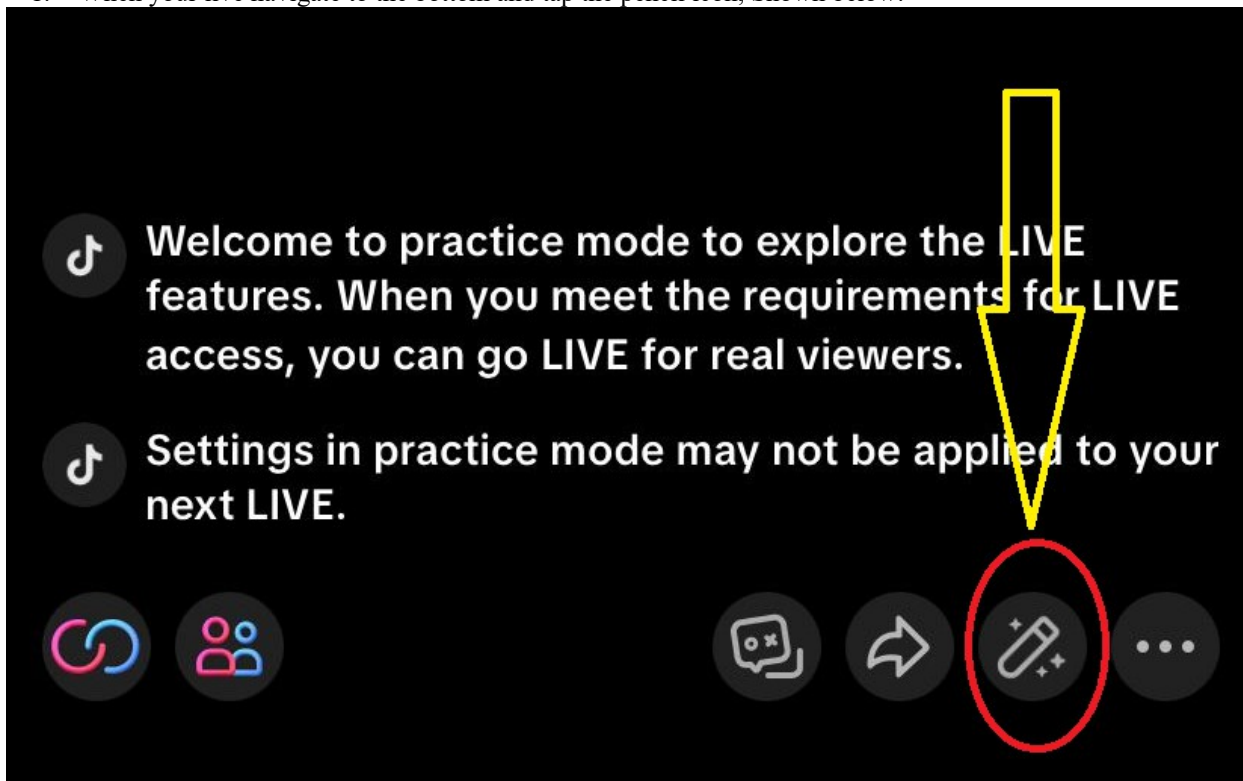 Welcome to practice mode to explore the LIVE
features. When you meet the requirements for LIVE
access, you can go LIVE for real viewers.
Settings in practice mode may not be applied to your
next LIVE.